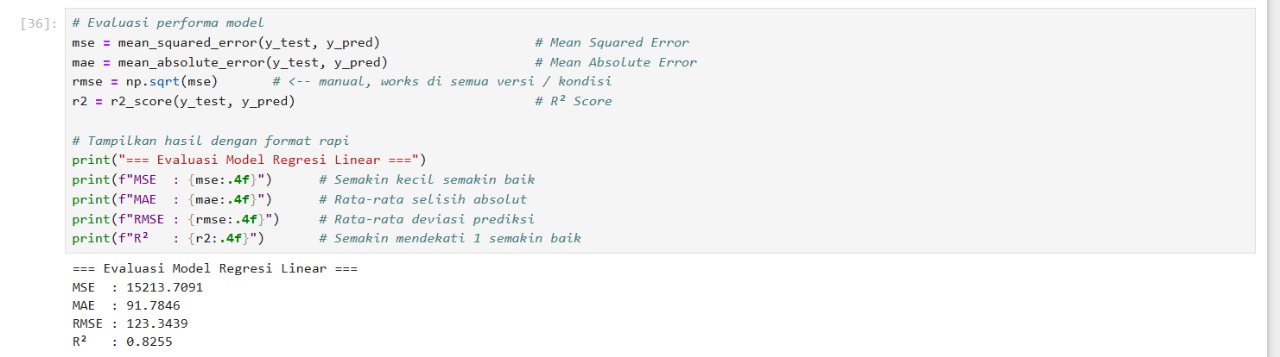 [36]:
# Evaluasi performa model
mse = mean_squared_error(y_test, y_pred)                    # Mean Squared Error
mae = mean_absolute_error(y_test, y_pred)                   # Mean Absolute Error
rmse = np.sqrt(mse)       # <-- manual, works di semua versi / kondisi
r2 = r2_score(y_test, y_pred)                               # R² Score

# Tampilkan hasil dengan format rapi
print("=== Evaluasi Model Regresi Linear ===")
print(f"MSE  : {mse:.4f}")      # Semakin kecil semakin baik
print(f"MAE  : {mae:.4f}")      # Rata-rata selisih absolut
print(f"RMSE : {rmse:.4f}")     # Rata-rata deviasi prediksi
print(f"R²   : {r2:.4f}")       # Semakin mendekati 1 semakin baik
=== Evaluasi Model Regresi Linear ===
MSE  : 15213.7091
MAE  : 91.7846
RMSE : 123.3439
R²   : 0.8255